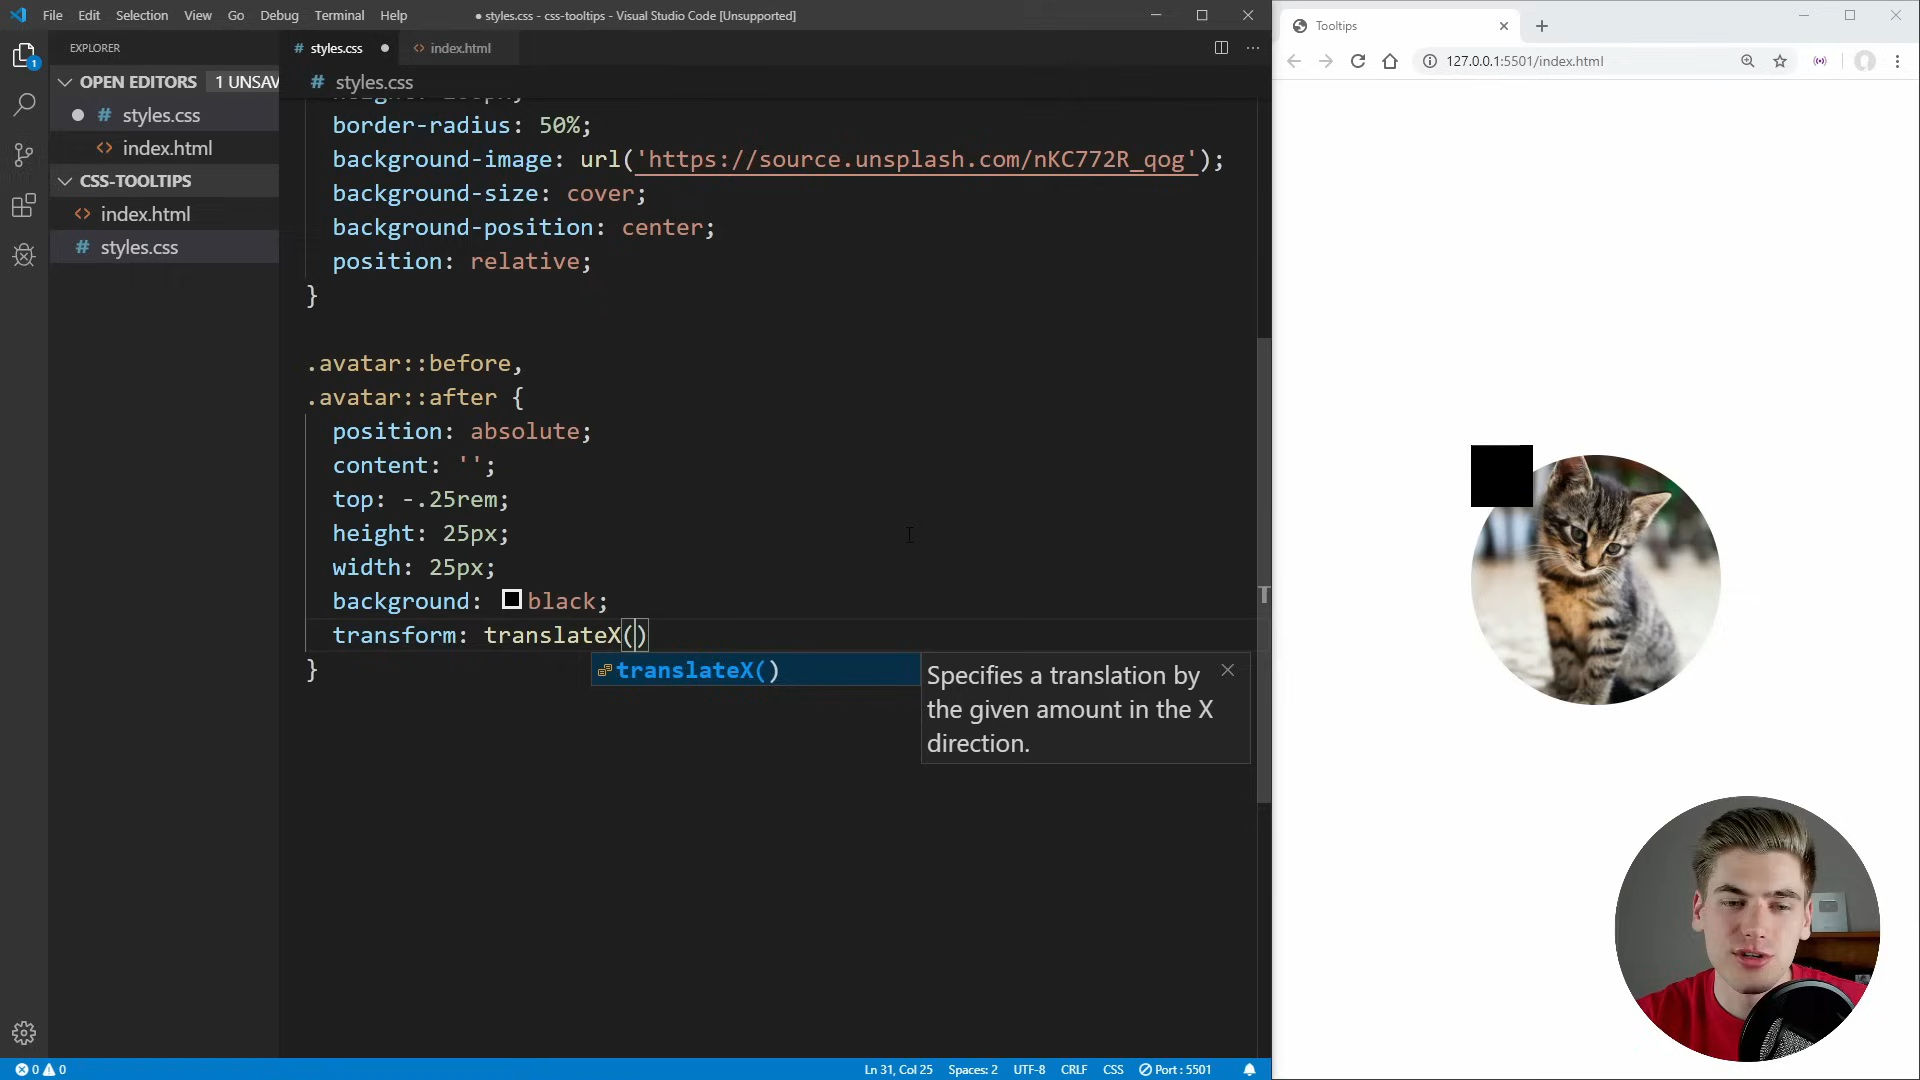 File Edit Selection View Go Debug Terminal Help
● styles.css - css-tooltips - Visual Studio Code [Unsupported]
EXPLORER
OPEN EDITORS 1 UNSAV
# styles.css
<> index.html
CSS-TOOLTIPS
<> index.html
# styles.css
1
# styles.css ●
<> index.html
# styles.css
border-radius: 50%;
background-image: url('https://source.unsplash.com/nKC772R_qog');
background-size: cover;
background-position: center;
position: relative;
}
.avatar::before,
.avatar::after {
position: absolute;
content: '';
top: -.25rem;
height: 25px;
width: 25px;
background: black;
transform: translateX()
}
translateX()
Specifies a translation by
the given amount in the X
direction.
0 0
Ln 31, Col 25 Spaces: 2 UTF-8 CRLF CSS Port : 5501
Tooltips
127.0.0.1:5501/index.html